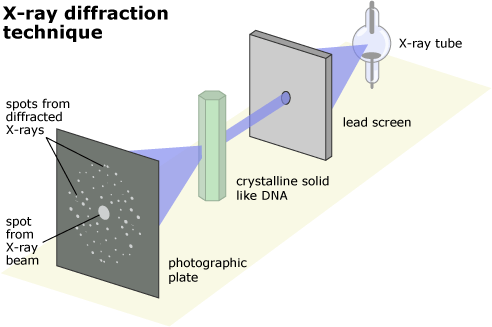 X-ray diffraction
technique
X-ray tube
lead screen
spots from
diffracted
X-rays
crystalline solid
like DNA
spot
from
X-ray
beam
photographic
plate